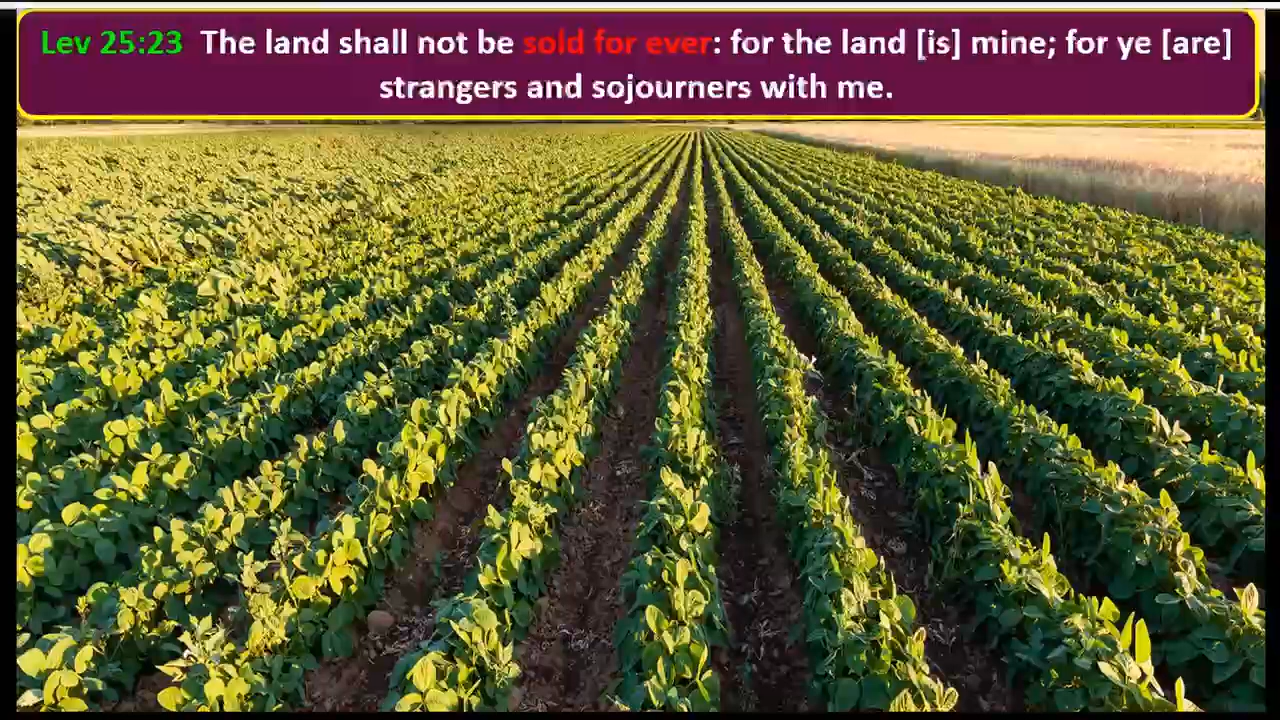 Lev 25:23 The land shall not be sold for ever: for the land [is] mine; for ye [are]
strangers and sojourners with me.